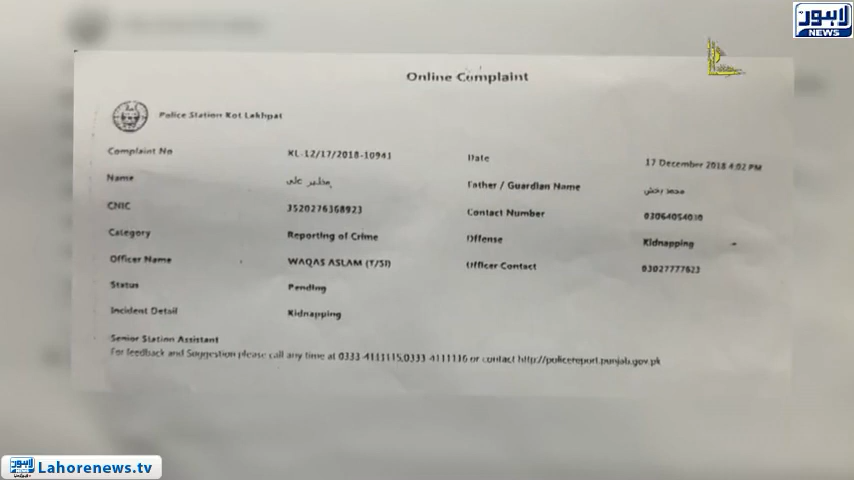 لاہور
NEWS
Online Complaint
Police Station Kot Lakhpat
Complaint No KL-12/17/2018-10941 Date 17 December 2018 4:02 PM
Name مظہر علی Father / Guardian Name محمد بخش
CNIC 3520276368923 Contact Number 03064054030
Category Reporting of Crime Offense Kidnapping
Officer Name WAQAS ASLAM (T/SI) Officer Contact 03027777623
Status Pending
Incident Detail Kidnapping
Senior Station Assistant
For feedback and Suggestion please call any time at 0333-4111115,0333-4111116 or contact http://policereport.punjab.gov.pk
لاہور Lahorenews.tv